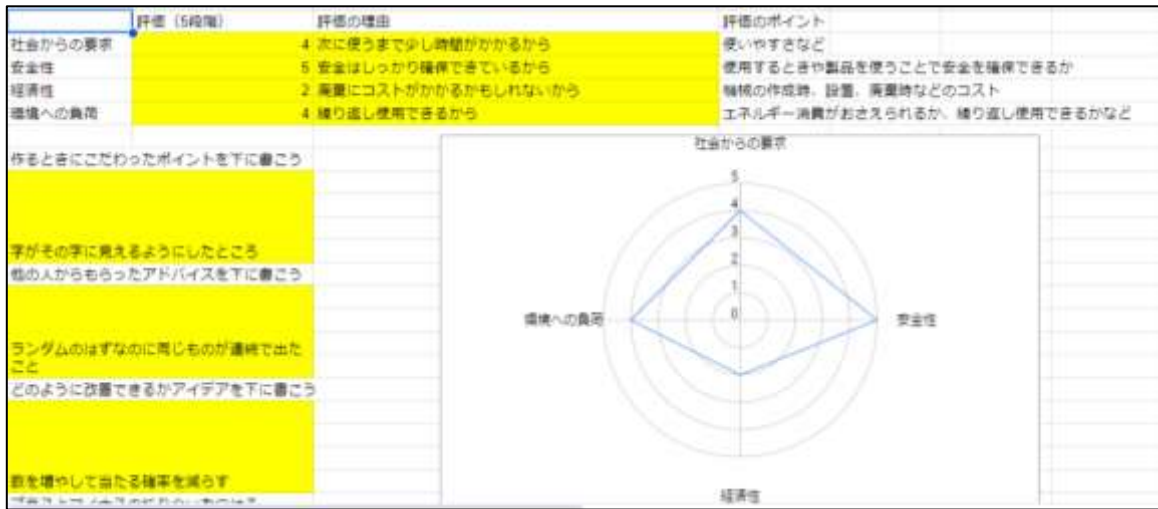 評価（5段階） 評価の理由 評価のポイント
社会からの要求 4 次に使うまで少し時間がかかるから 使いやすさなど
安全性 5 安全はしっかり確保できているから 使用するときや製品を使うことで安全を確保できるか
経済性 2 廃棄にコストがかかるかもしれないから 機械の作成時、設置、廃棄時などのコスト
環境への負荷 4 繰り返し使用できるから エネルギー消費がおさえられるか、繰り返し使用できるかなど
作るときにこだわったポイントを下に書こう
字がその字に見えるようにしたところ
他の人からもらったアドバイスを下に書こう
ランダムのはずなのに同じものが連続で出た
こと
どのように改善できるかアイデアを下に書こう
数を増やして当たる確率を減らす
社会からの要求
5
4
3
2
1
0
環境への負荷
安全性
経済性